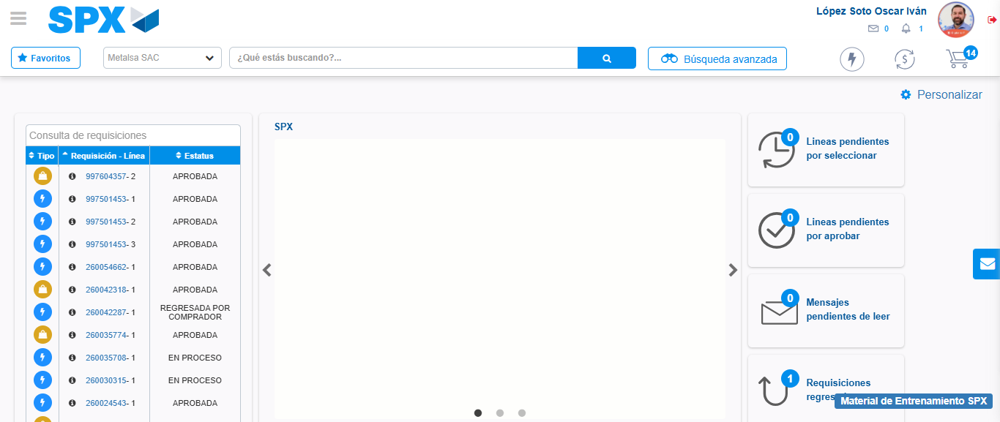 SPX
López Soto Oscar Iván
0
1
Favoritos
Metalsa SAC
¿Qué estás buscando?...
Búsqueda avanzada
14
Personalizar
Consulta de requisiciones
Tipo Requisición - Línea Estatus
997604357- 2 APROBADA
997501453- 1 APROBADA
997501453- 2 APROBADA
997501453- 3 APROBADA
260054662- 1 APROBADA
260042318- 1 APROBADA
260042287- 1 REGRESADA POR
COMPRADOR
260035774- 1 APROBADA
260035708- 1 EN PROCESO
260030315- 1 EN PROCESO
260024543- 1 APROBADA
SPX
0
Lineas pendientes
por seleccionar
0
Lineas pendientes
por aprobar
0
Mensajes
pendientes de leer
1
Requisiciones
Material de Entrenamiento SPX